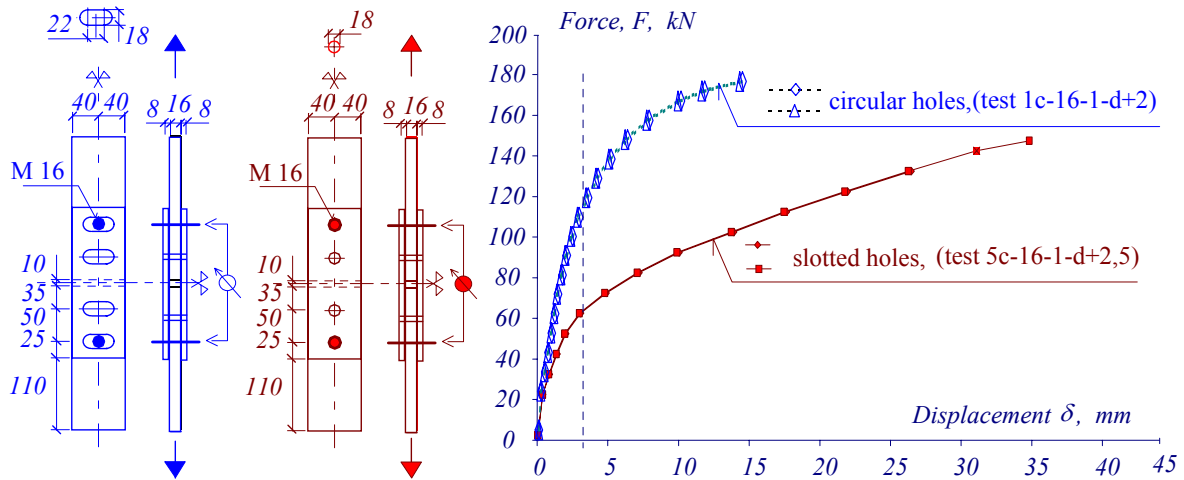 22
18
40 40
8 16 8
M 16
10
35
50
25
110
18
40 40
8 16 8
M 16
10
35
50
25
110
Force, F, kN
200
180
160
140
120
100
80
60
40
20
0
circular holes, (test 1c-16-1-d+2)
slotted holes, (test 5c-16-1-d+2,5)
Displacement δ, mm
0 5 10 15 20 25 30 35 40 45